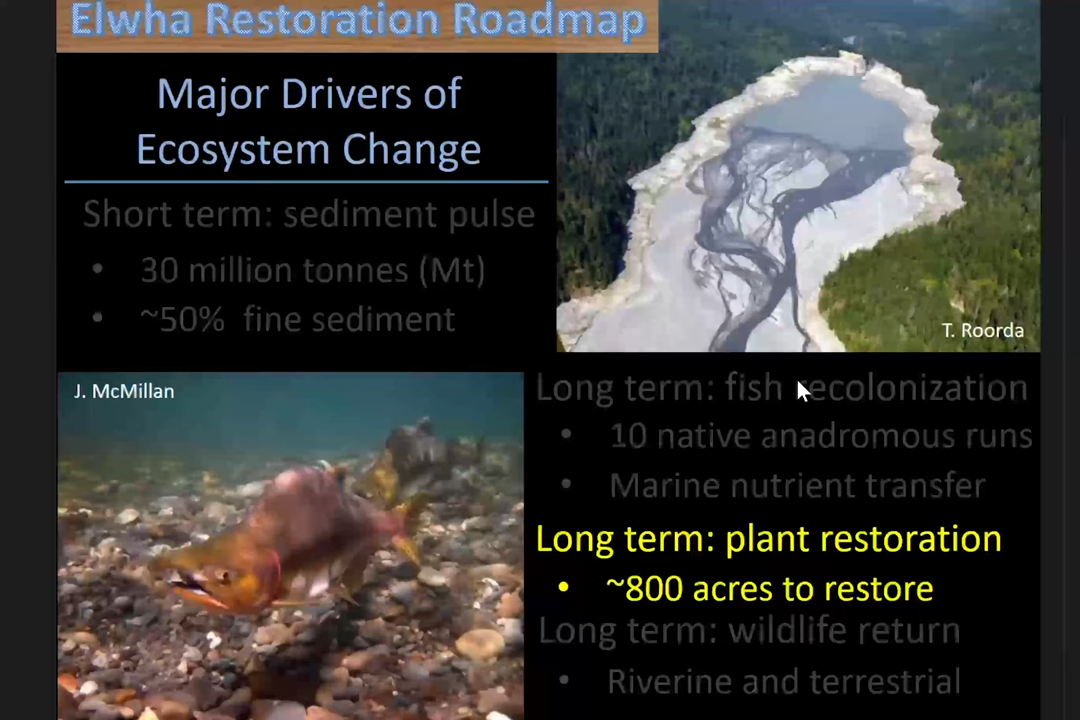 Elwha Restoration Roadmap
Major Drivers of
Ecosystem Change
Short term: sediment pulse
• 30 million tonnes (Mt)
• ~50% fine sediment
T. Roorda
J. McMillan
Long term: fish recolonization
• 10 native anadromous runs
• Marine nutrient transfer
Long term: plant restoration
• ~800 acres to restore
Long term: wildlife return
• Riverine and terrestrial